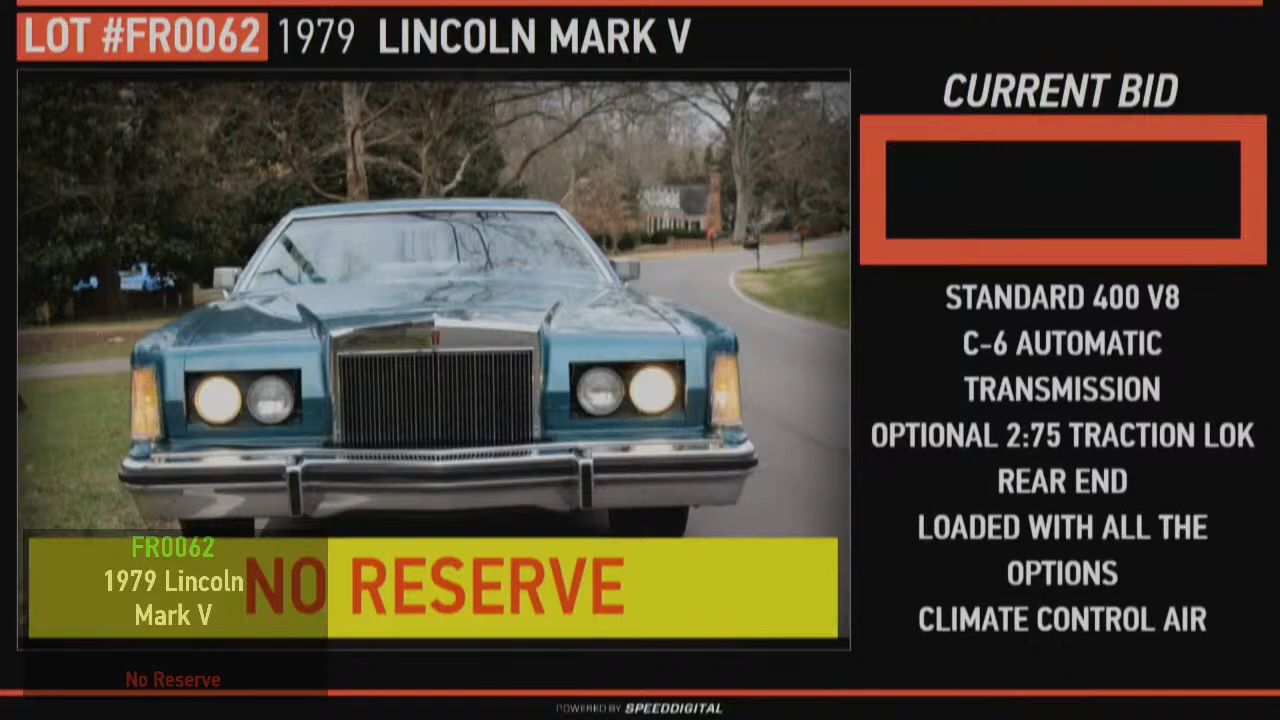 LOT #FR0062 1979 LINCOLN MARK V
CURRENT BID
STANDARD 400 V8
C-6 AUTOMATIC
TRANSMISSION
OPTIONAL 2:75 TRACTION LOK
REAR END
LOADED WITH ALL THE
OPTIONS
CLIMATE CONTROL AIR
NO RESERVE
FR0062
1979 Lincoln
Mark V
No Reserve
POWERED BY SPEEDDIGITAL